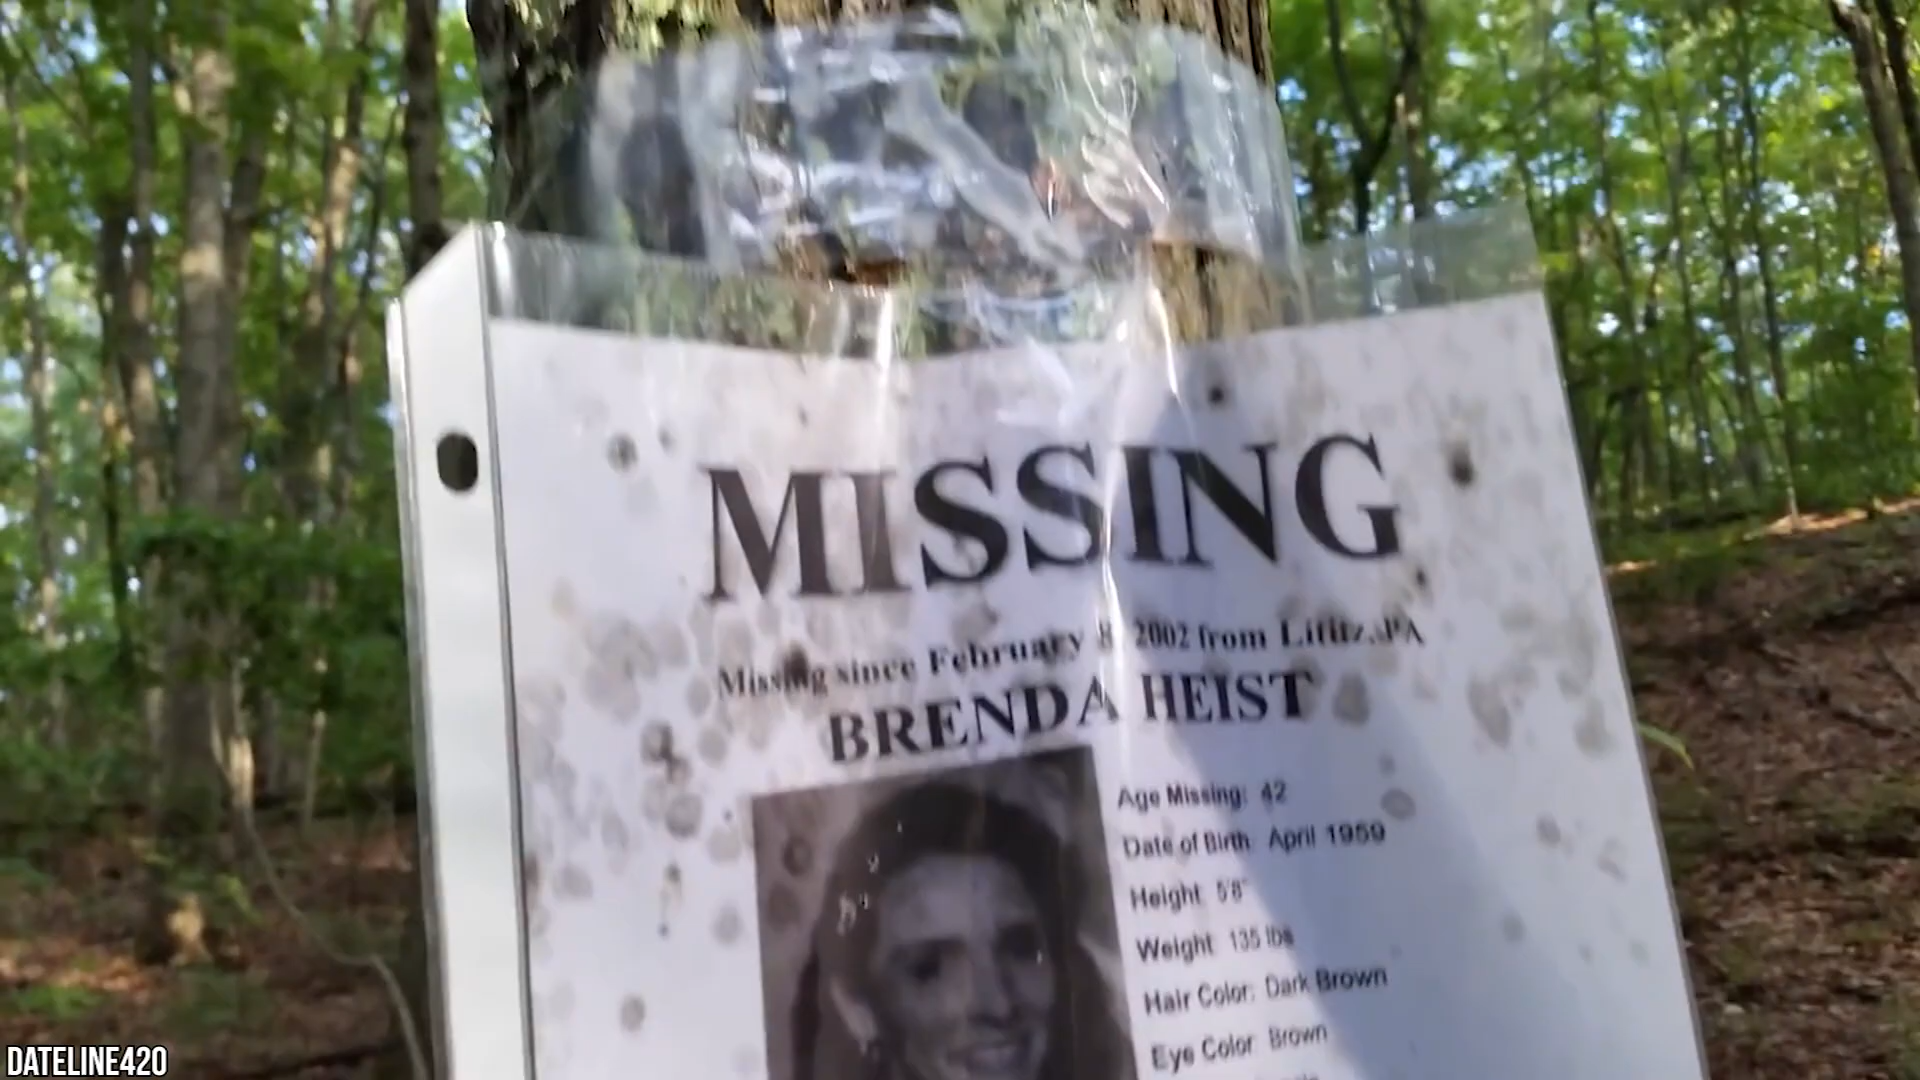 MISSING
Missing since February 8, 2002 from Lititz, PA
BRENDA HEIST
Age Missing: 42
Date of Birth: April 1959
Height: 5'8"
Weight: 135 lbs
Hair Color: Dark Brown
Eye Color: Brown
DATELINE420